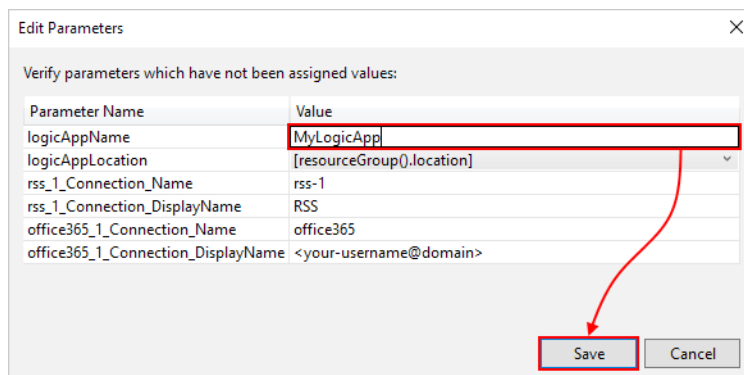 Edit Parameters
Verify parameters which have not been assigned values:
Parameter Name Value
logicAppName MyLogicApp
logicAppLocation [resourceGroup().location]
rss_1_Connection_Name rss-1
rss_1_Connection_DisplayName RSS
office365_1_Connection_Name office365
office365_1_Connection_DisplayName <your-username@domain>
Save Cancel